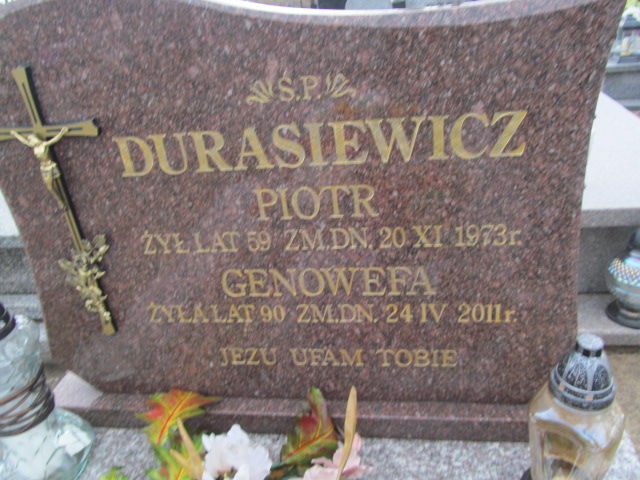 Ś.P.
DURASIEWICZ
PIOTR
ŻYŁ LAT 59 ZM.DN. 20 XI 1973r.
GENOWEFA
ŻYŁA LAT 90 ZM.DN. 24 IV 2011r.
JEZU UFAM TOBIE